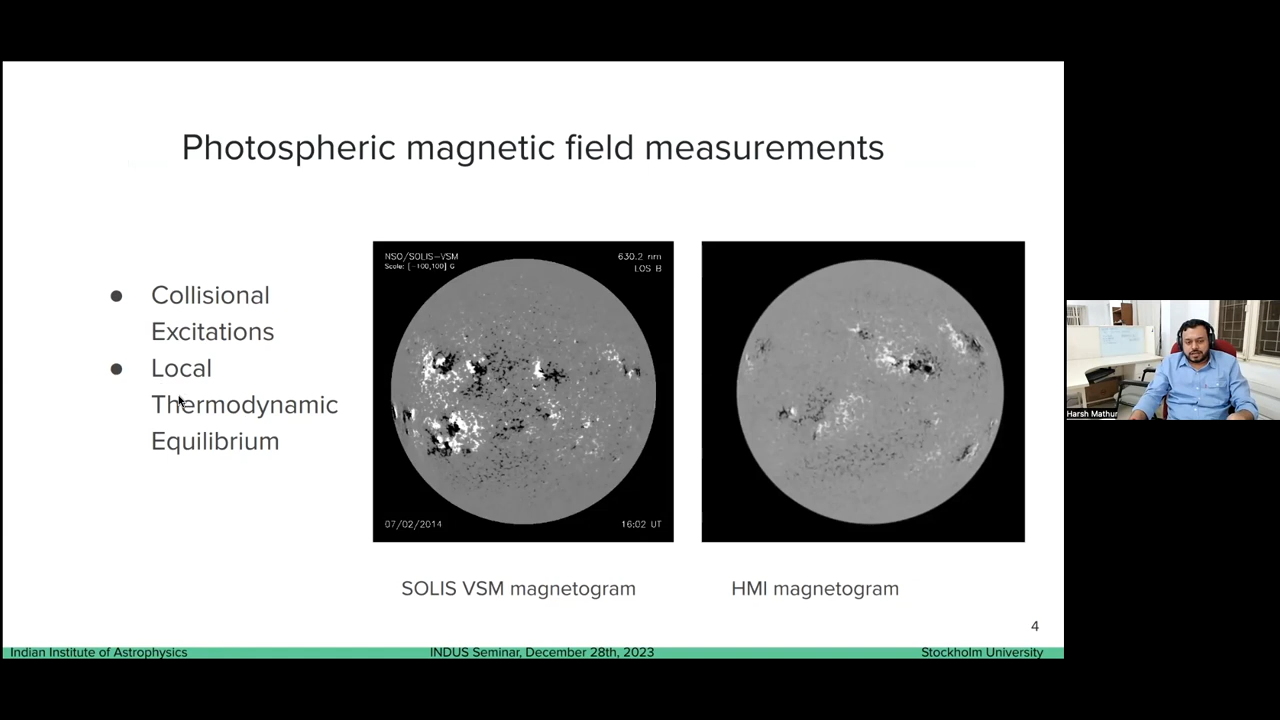 Photospheric magnetic field measurements
● Collisional
Excitations
● Local
Thermodynamic
Equilibrium
NSO/SOLIS-VSM
Scale: [-100,100] G
630.2 nm
LOS B
07/02/2014
16:02 UT
SOLIS VSM magnetogram
HMI magnetogram
4
Indian Institute of Astrophysics
INDUS Seminar, December 28th, 2023
Stockholm University
Harsh Mathur